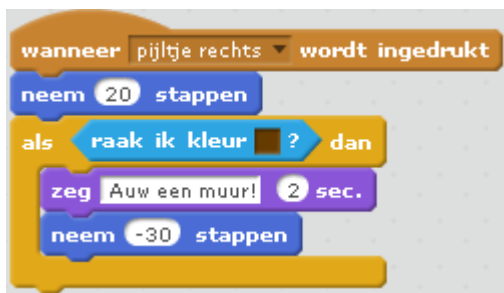 wanneer pijltje rechts wordt ingedrukt
neem 20 stappen
als raak ik kleur ? dan
zeg Auw een muur! 2 sec.
neem -30 stappen